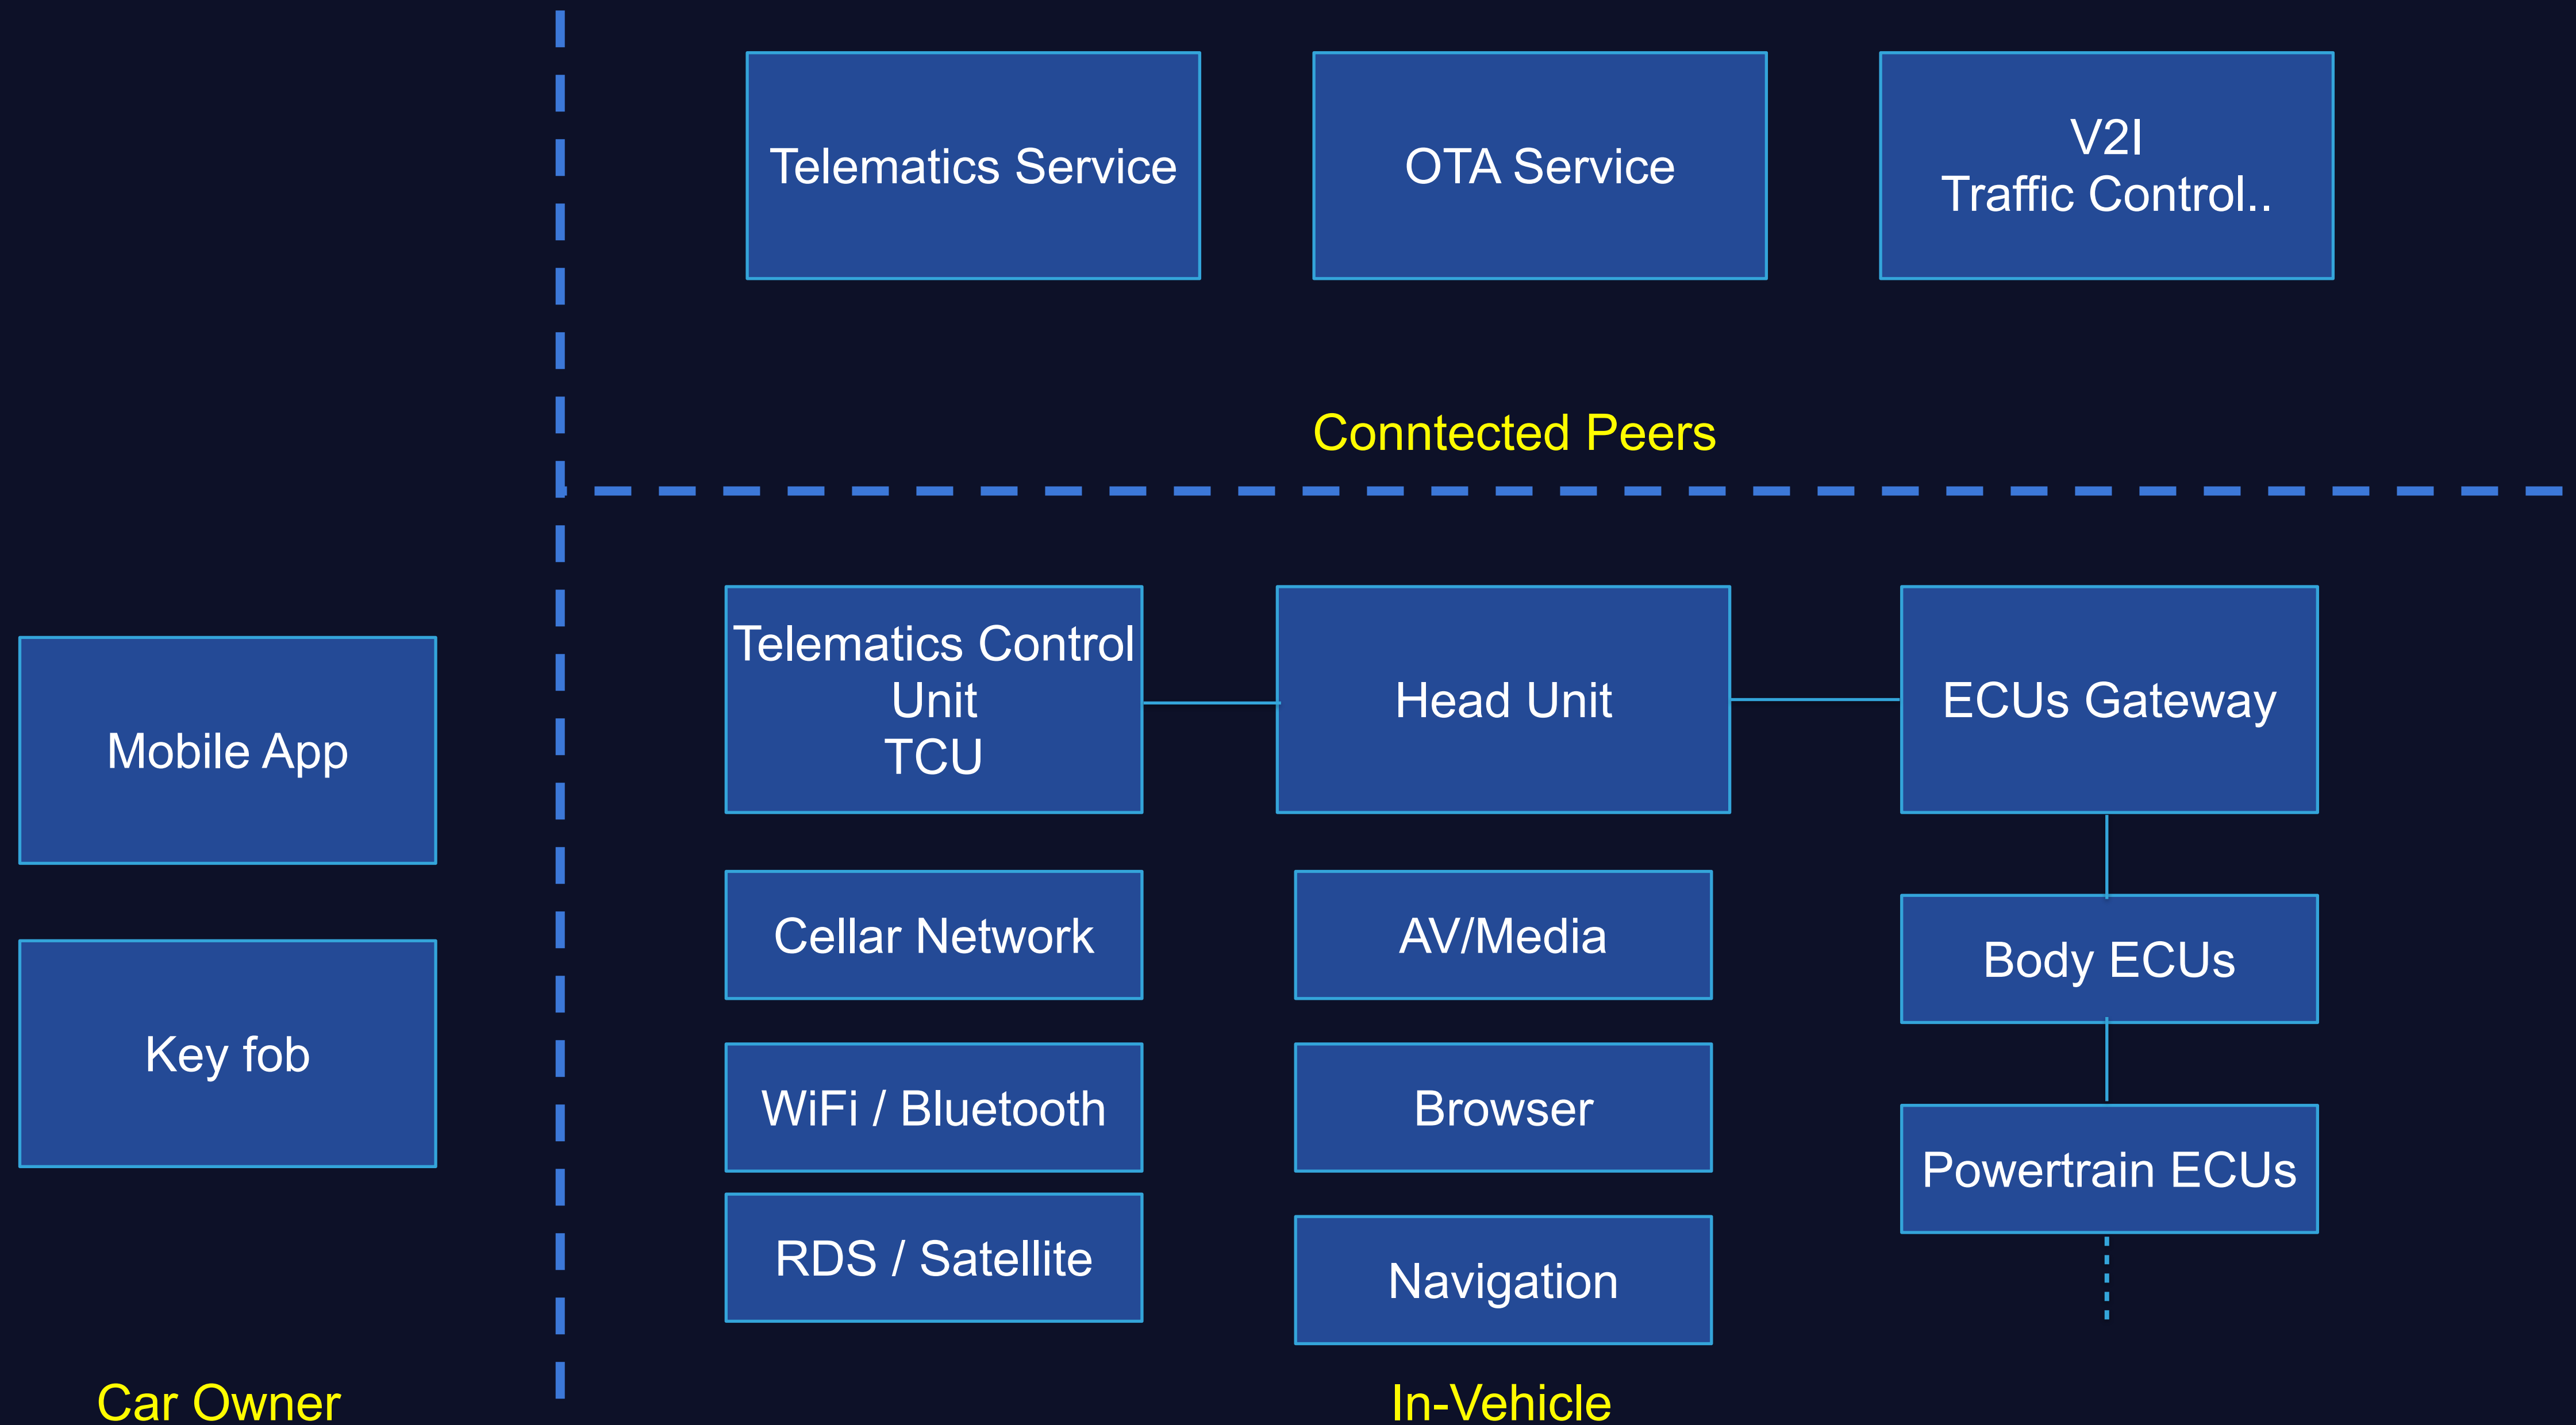 Telematics Service
OTA Service
V2I
Traffic Control..
Conntected Peers
Mobile App
Key fob
Car Owner
Telematics Control
Unit
TCU
Cellar Network
WiFi / Bluetooth
RDS / Satellite
Head Unit
AV/Media
Browser
Navigation
ECUs Gateway
Body ECUs
Powertrain ECUs
In-Vehicle